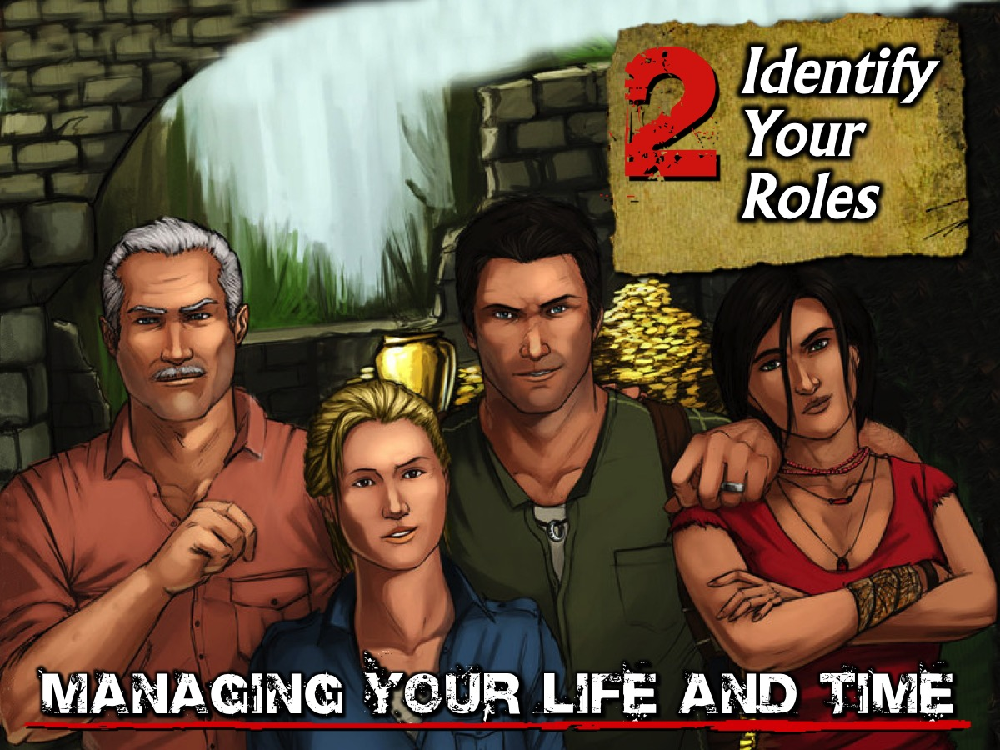 2
Identify
Your
Roles
MANAGING YOUR LIFE AND TIME